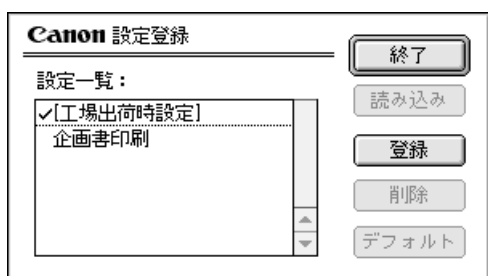 Canon 設定登録
設定一覧：
✓[工場出荷時設定]
企画書印刷
終了
読み込み
登録
削除
デフォルト